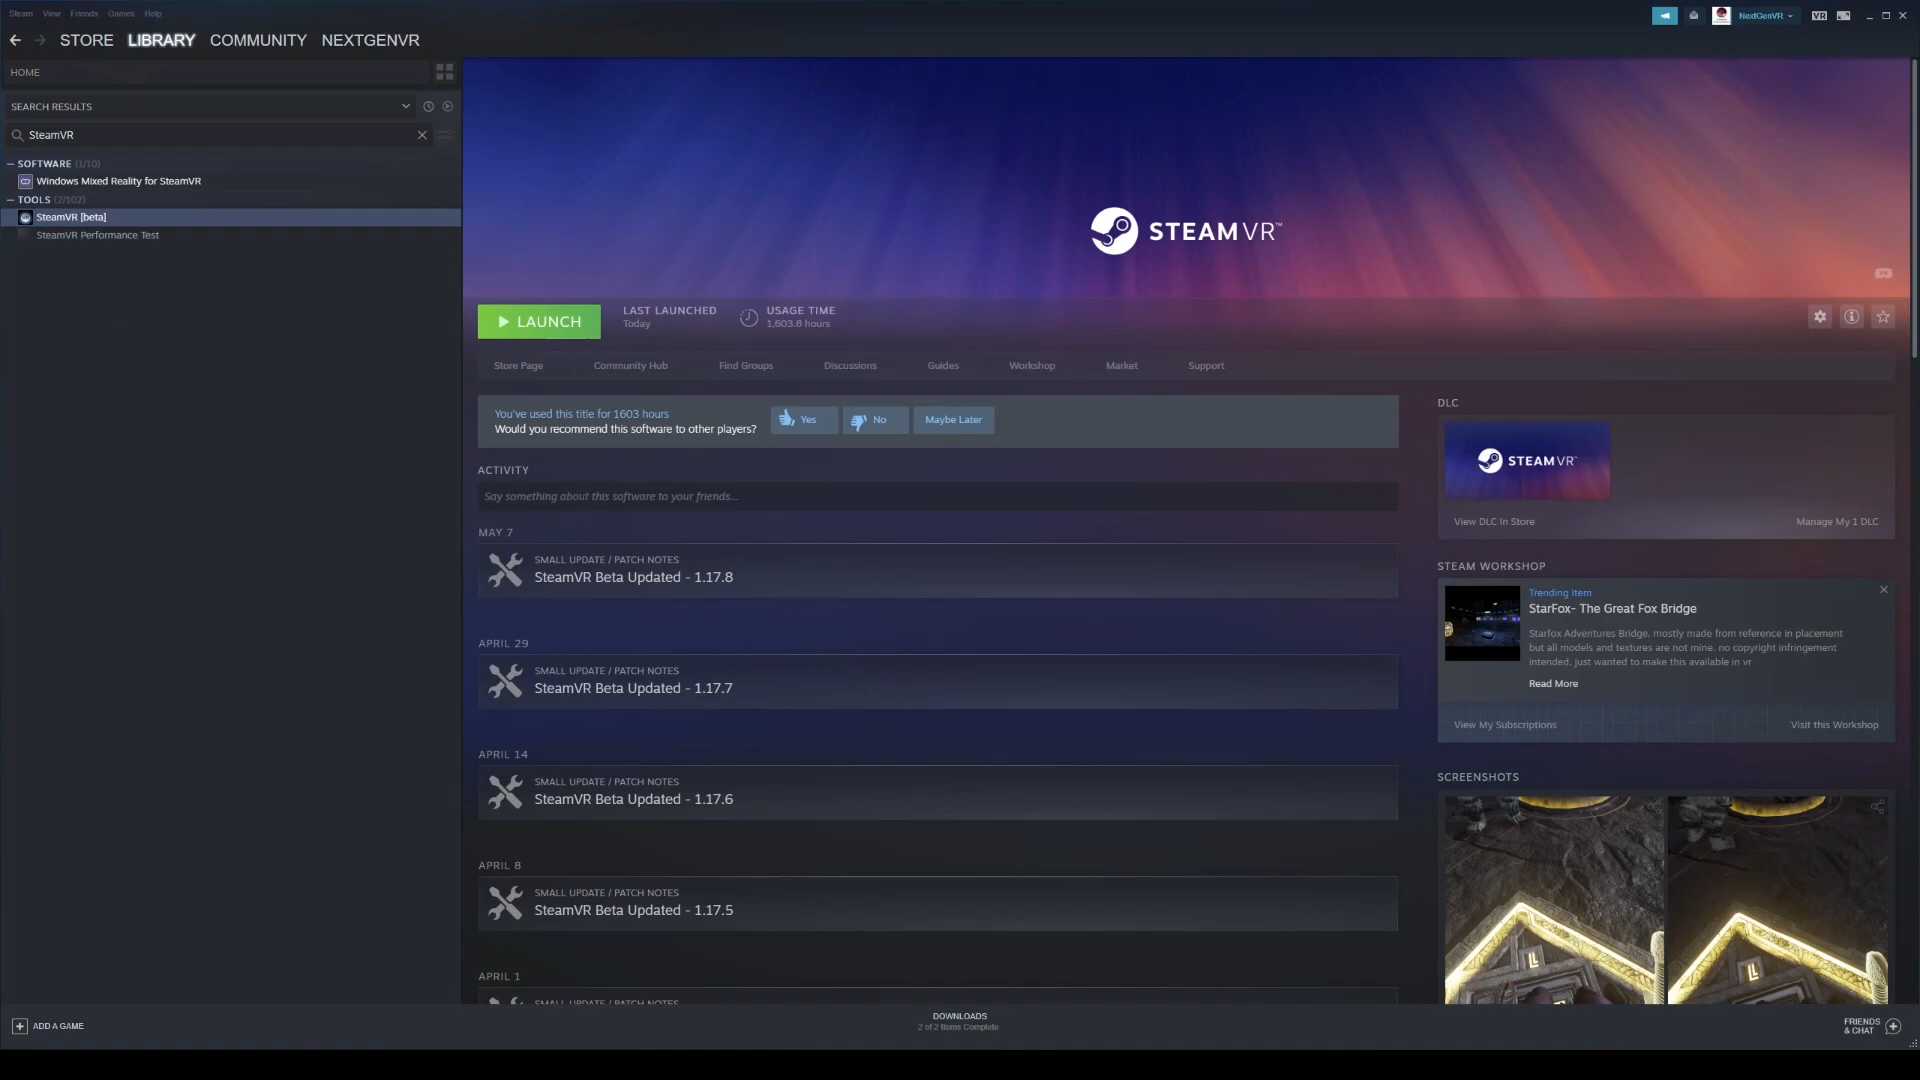 Steam View Friends Games Help
NextGenVR
VR
STORE LIBRARY COMMUNITY NEXTGENVR
HOME
SEARCH RESULTS
SteamVR
— SOFTWARE (1/10)
Windows Mixed Reality for SteamVR
— TOOLS (2/102)
SteamVR [beta]
SteamVR Performance Test
STEAMVR™
LAUNCH
LAST LAUNCHED
Today
USAGE TIME
1,603.8 hours
Store Page Community Hub Find Groups Discussions Guides Workshop Market Support
You've used this title for 1603 hours
Would you recommend this software to other players?
Yes No Maybe Later
ACTIVITY
Say something about this software to your friends...
MAY 7
SMALL UPDATE / PATCH NOTES
SteamVR Beta Updated - 1.17.8
APRIL 29
SMALL UPDATE / PATCH NOTES
SteamVR Beta Updated - 1.17.7
APRIL 14
SMALL UPDATE / PATCH NOTES
SteamVR Beta Updated - 1.17.6
APRIL 8
SMALL UPDATE / PATCH NOTES
SteamVR Beta Updated - 1.17.5
APRIL 1
SMALL UPDATE / PATCH NOTES
DLC
STEAMVR™
View DLC In Store Manage My 1 DLC
STEAM WORKSHOP
Trending Item
StarFox- The Great Fox Bridge
Starfox Adventures Bridge, mostly made from reference in placement
but all models and textures are not mine. no copyright infringement
intended, just wanted to make this available in vr
Read More
View My Subscriptions Visit this Workshop
SCREENSHOTS
ADD A GAME
DOWNLOADS
2 of 2 Items Complete
FRIENDS
& CHAT